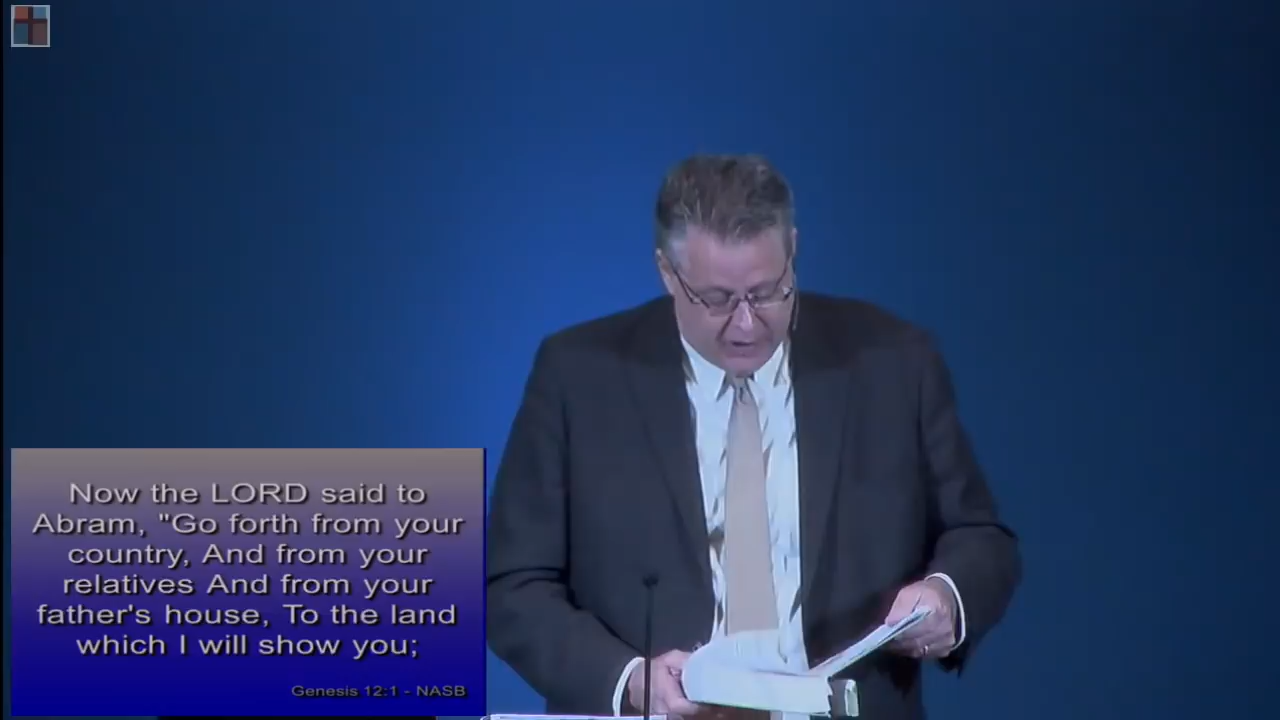 Now the LORD said to
Abram, "Go forth from your
country, And from your
relatives And from your
father's house, To the land
which I will show you;
Genesis 12:1 - NASB